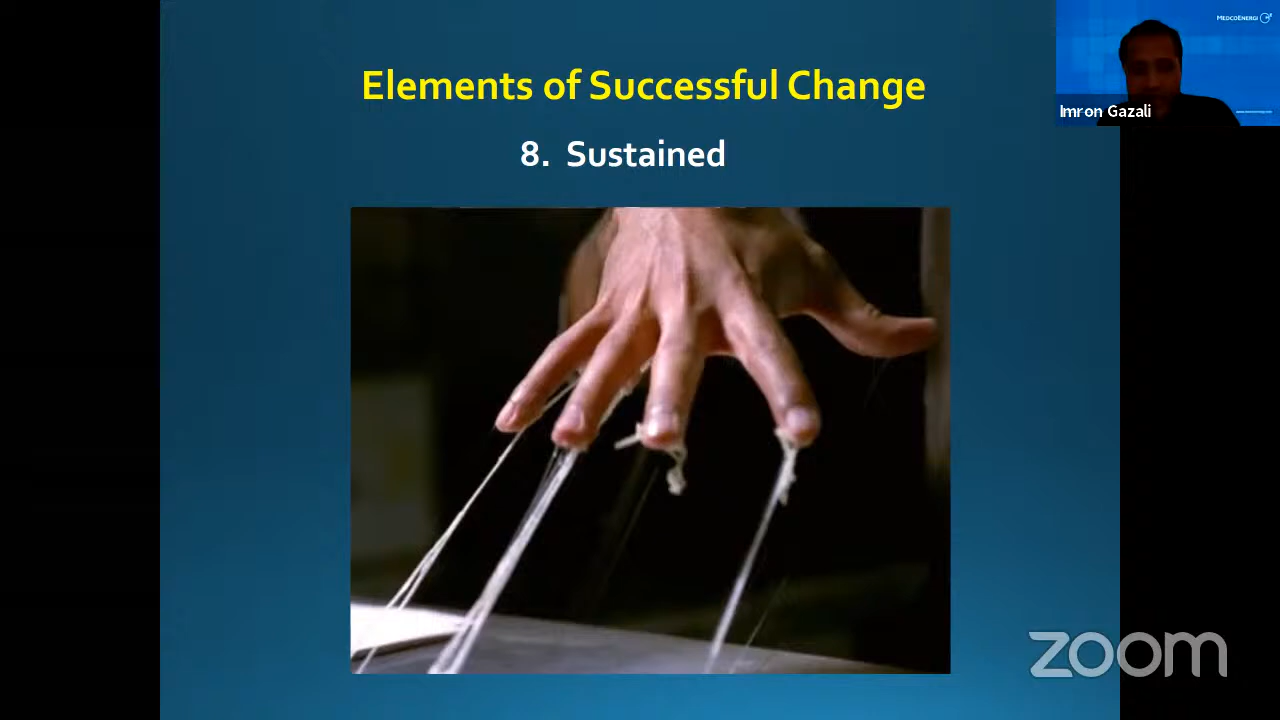 Elements of Successful Change
8. Sustained
MEDCOENERGI
Imron Gazali
zoom